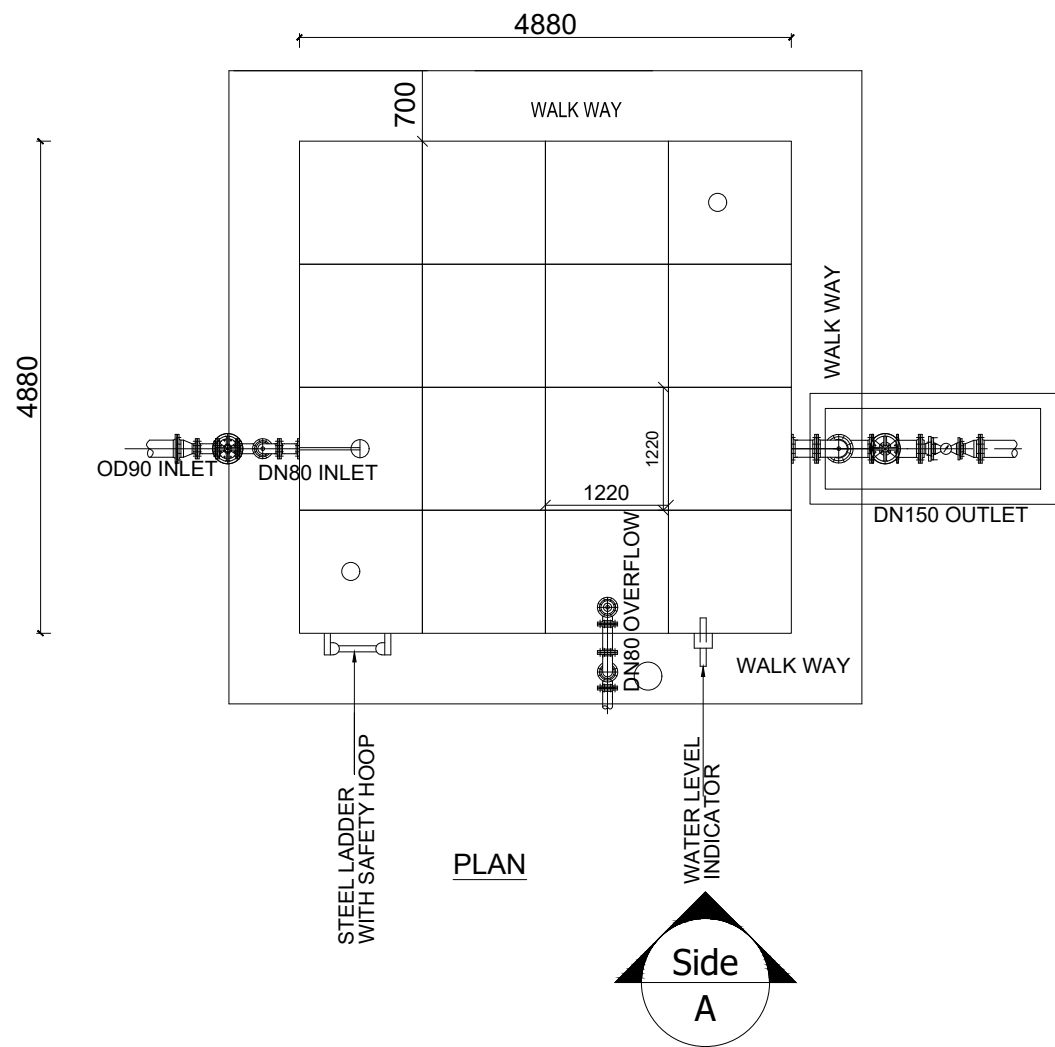 4880
700
WALK WAY
4880
WALK WAY
1220
OD90 INLET
DN80 INLET
1220
DN150 OUTLET
DN80 OVERFLOW
WALK WAY
STEEL LADDER
WITH SAFETY HOOP
WATER LEVEL
INDICATOR
PLAN
Side
A